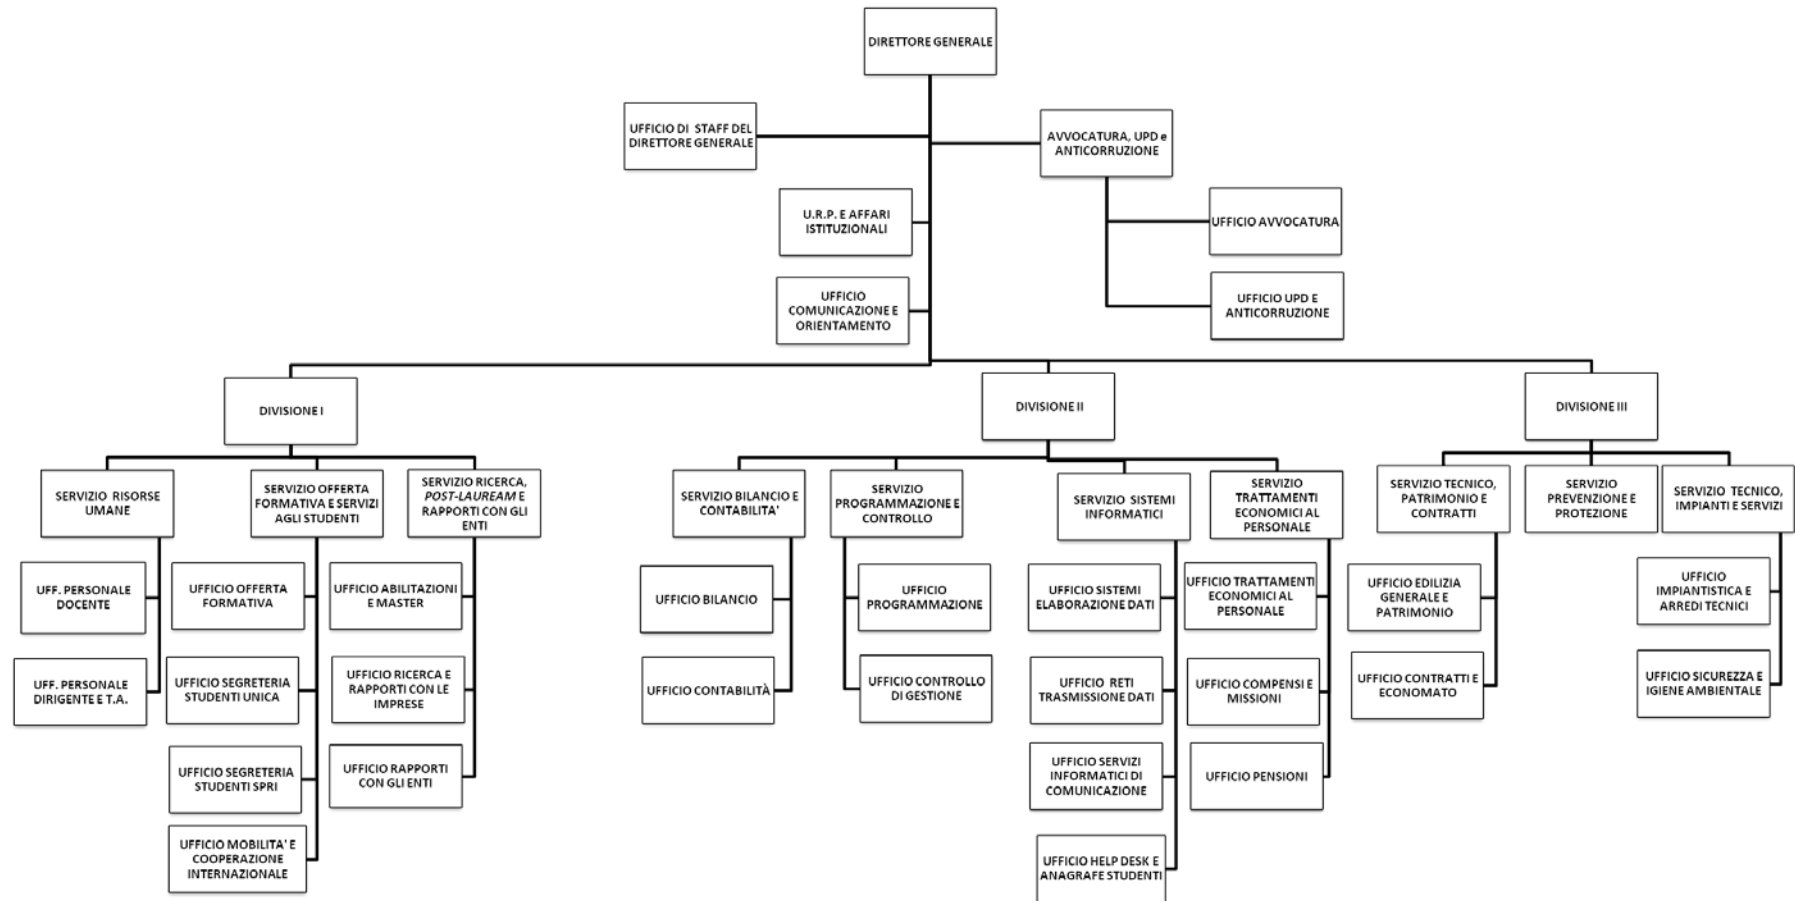 DIRETTORE GENERALE
UFFICIO DI STAFF DEL
DIRETTORE GENERALE
AVVOCATURA, UPD e
ANTICORRUZIONE
U.R.P. E AFFARI
ISTITUZIONALI
UFFICIO AVVOCATURA
UFFICIO
COMUNICAZIONE E
ORIENTAMENTO
UFFICIO UPD E
ANTICORRUZIONE
DIVISIONE I
DIVISIONE II
DIVISIONE III
SERVIZIO RISORSE
UMANE
SERVIZIO OFFERTA
FORMATIVA E SERVIZI
AGLI STUDENTI
SERVIZIO RICERCA,
POST-LAUREAM E
RAPPORTI CON GLI
ENTI
SERVIZIO BILANCIO E
CONTABILITA'
SERVIZIO
PROGRAMMAZIONE E
CONTROLLO
SERVIZIO SISTEMI
INFORMATICI
SERVIZIO
TRATTAMENTI
ECONOMICI AL
PERSONALE
SERVIZIO TECNICO,
PATRIMONIO E
CONTRATTI
SERVIZIO
PREVENZIONE E
PROTEZIONE
SERVIZIO TECNICO,
IMPIANTI E SERVIZI
UFF. PERSONALE
DOCENTE
UFFICIO OFFERTA
FORMATIVA
UFFICIO ABILITAZIONI
E MASTER
UFFICIO BILANCIO
UFFICIO
PROGRAMMAZIONE
UFFICIO SISTEMI
ELABORAZIONE DATI
UFFICIO TRATTAMENTI
ECONOMICI AL
PERSONALE
UFFICIO EDILIZIA
GENERALE E
PATRIMONIO
UFFICIO
IMPIANTISTICA E
ARREDI TECNICI
UFF. PERSONALE
DIRIGENTE E T.A.
UFFICIO SEGRETERIA
STUDENTI UNICA
UFFICIO RICERCA E
RAPPORTI CON LE
IMPRESE
UFFICIO CONTABILITÀ
UFFICIO CONTROLLO
DI GESTIONE
UFFICIO RETI
TRASMISSIONE DATI
UFFICIO COMPENSI E
MISSIONI
UFFICIO CONTRATTI E
ECONOMATO
UFFICIO SICUREZZA E
IGIENE AMBIENTALE
UFFICIO SEGRETERIA
STUDENTI SPRI
UFFICIO RAPPORTI
CON GLI ENTI
UFFICIO SERVIZI
INFORMATICI DI
COMUNICAZIONE
UFFICIO PENSIONI
UFFICIO MOBILITA' E
COOPERAZIONE
INTERNAZIONALE
UFFICIO HELP DESK E
ANAGRAFE STUDENTI